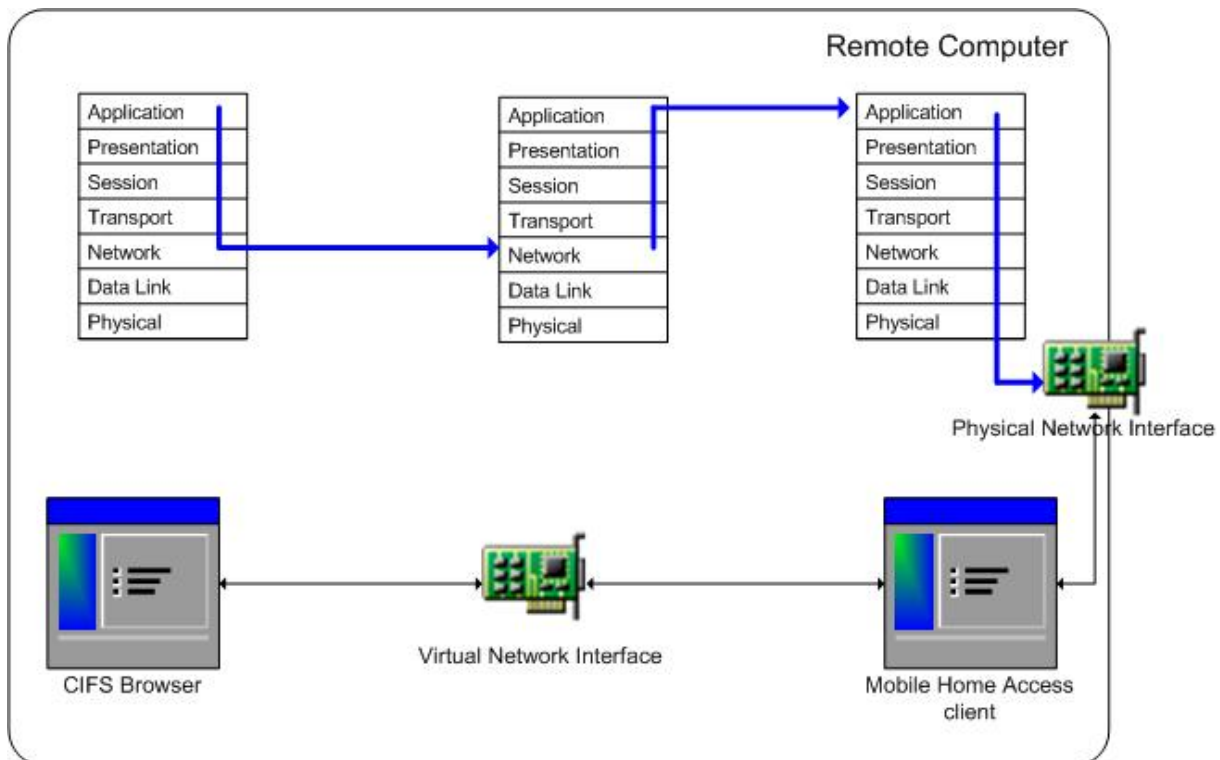 Remote Computer
Application
Presentation
Session
Transport
Network
Data Link
Physical
Application
Presentation
Session
Transport
Network
Data Link
Physical
Application
Presentation
Session
Transport
Network
Data Link
Physical
Physical Network Interface
CIFS Browser
Virtual Network Interface
Mobile Home Access
client